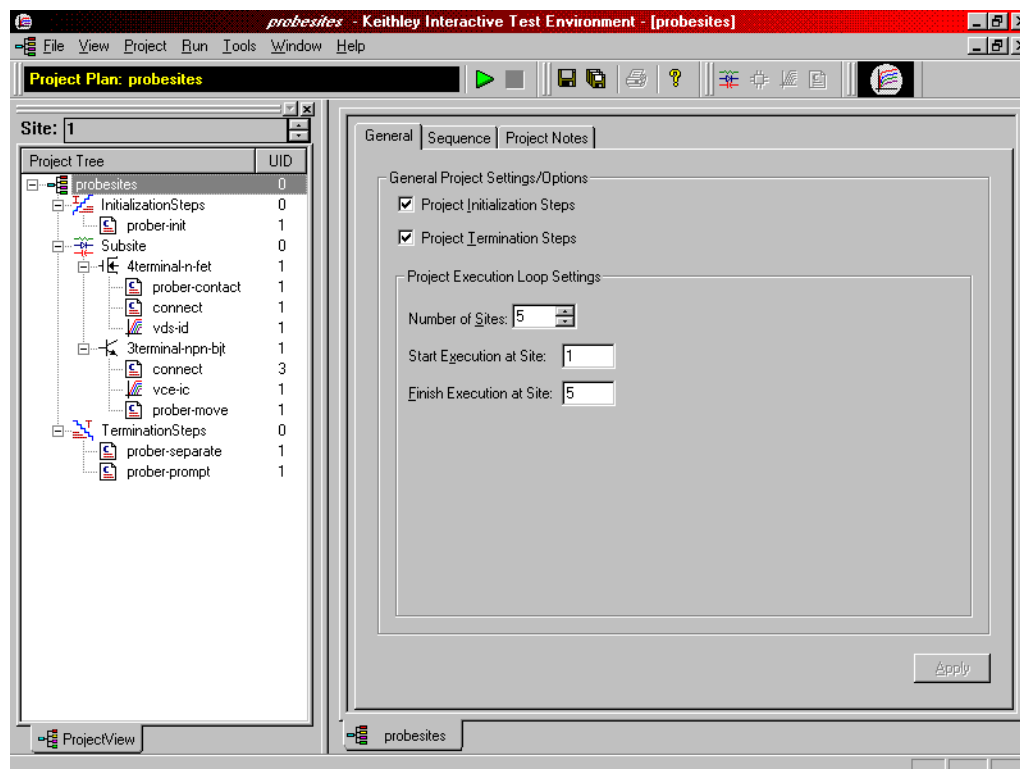 probesites - Keithley Interactive Test Environment - [probesites]
File View Project Run Tools Window Help
Project Plan: probesites
Site: 1
Project Tree UID
probesites 0
InitializationSteps 0
prober-init 1
Subsite 0
4terminal-n-fet 1
prober-contact 1
connect 1
vds-id 1
3terminal-npn-bjt 1
connect 3
vce-ic 1
prober-move 1
TerminationSteps 0
prober-separate 1
prober-prompt 1
ProjectView
General Sequence Project Notes
General Project Settings/Options
Project Initialization Steps
Project Termination Steps
Project Execution Loop Settings
Number of Sites: 5
Start Execution at Site: 1
Finish Execution at Site: 5
Apply
probesites